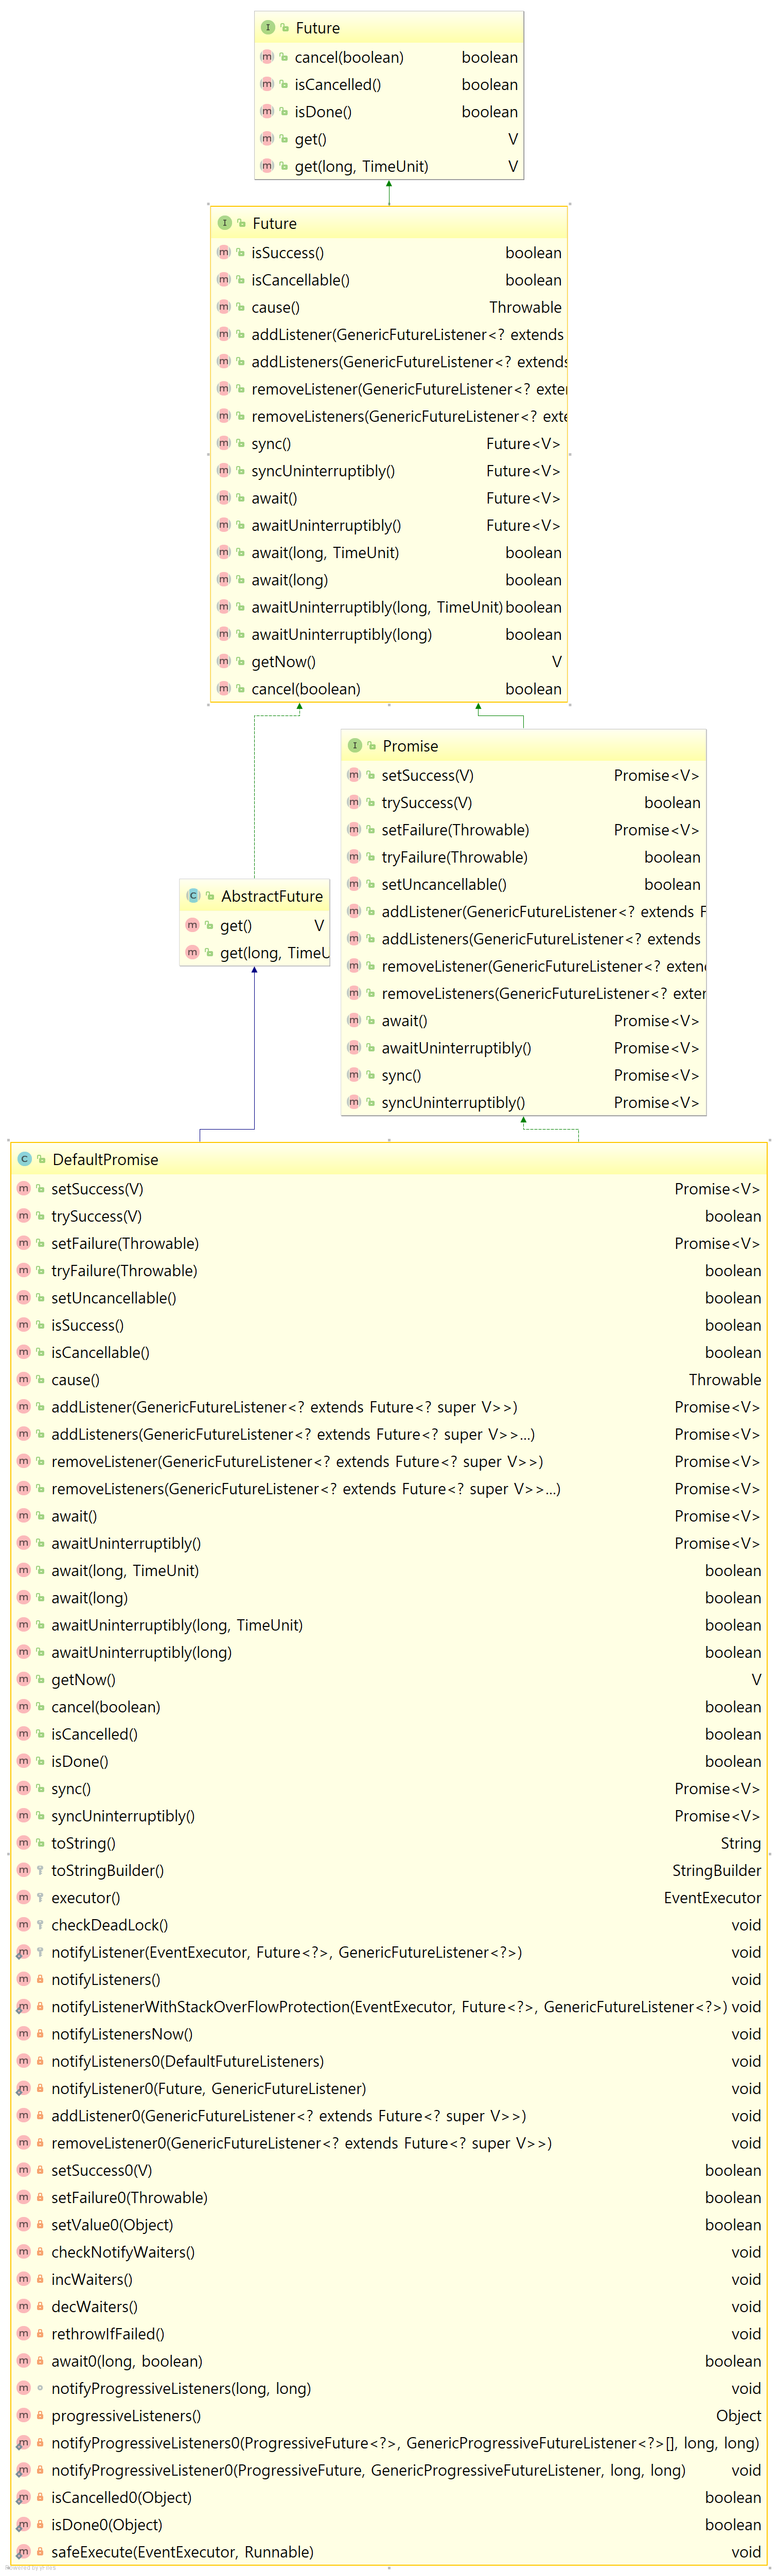 Future
cancel(boolean) boolean
isCancelled() boolean
isDone() boolean
get() V
get(long, TimeUnit) V
Future
isSuccess() boolean
isCancellable() boolean
cause() Throwable
addListener(GenericFutureListener<? extends
addListeners(GenericFutureListener<? extends
removeListener(GenericFutureListener<? exte
removeListeners(GenericFutureListener<? exte
sync() Future<V>
syncUninterruptibly() Future<V>
await() Future<V>
awaitUninterruptibly() Future<V>
await(long, TimeUnit) boolean
await(long) boolean
awaitUninterruptibly(long, TimeUnit) boolean
awaitUninterruptibly(long) boolean
getNow() V
cancel(boolean) boolean
Promise
setSuccess(V) Promise<V>
trySuccess(V) boolean
setFailure(Throwable) Promise<V>
tryFailure(Throwable) boolean
setUncancellable() boolean
addListener(GenericFutureListener<? extends F
addListeners(GenericFutureListener<? extends
removeListener(GenericFutureListener<? exten
removeListeners(GenericFutureListener<? exter
await() Promise<V>
awaitUninterruptibly() Promise<V>
sync() Promise<V>
syncUninterruptibly() Promise<V>
AbstractFuture
get() V
get(long, TimeU
DefaultPromise
setSuccess(V) Promise<V>
trySuccess(V) boolean
setFailure(Throwable) Promise<V>
tryFailure(Throwable) boolean
setUncancellable() boolean
isSuccess() boolean
isCancellable() boolean
cause() Throwable
addListener(GenericFutureListener<? extends Future<? super V>>) Promise<V>
addListeners(GenericFutureListener<? extends Future<? super V>>...) Promise<V>
removeListener(GenericFutureListener<? extends Future<? super V>>) Promise<V>
removeListeners(GenericFutureListener<? extends Future<? super V>>...) Promise<V>
await() Promise<V>
awaitUninterruptibly() Promise<V>
await(long, TimeUnit) boolean
await(long) boolean
awaitUninterruptibly(long, TimeUnit) boolean
awaitUninterruptibly(long) boolean
getNow() V
cancel(boolean) boolean
isCancelled() boolean
isDone() boolean
sync() Promise<V>
syncUninterruptibly() Promise<V>
toString() String
toStringBuilder() StringBuilder
executor() EventExecutor
checkDeadLock() void
notifyListener(EventExecutor, Future<?>, GenericFutureListener<?>) void
notifyListeners() void
notifyListenerWithStackOverFlowProtection(EventExecutor, Future<?>, GenericFutureListener<?>) void
notifyListenersNow() void
notifyListeners0(DefaultFutureListeners) void
notifyListener0(Future, GenericFutureListener) void
addListener0(GenericFutureListener<? extends Future<? super V>>) void
removeListener0(GenericFutureListener<? extends Future<? super V>>) void
setSuccess0(V) boolean
setFailure0(Throwable) boolean
setValue0(Object) boolean
checkNotifyWaiters() void
incWaiters() void
decWaiters() void
rethrowIfFailed() void
await0(long, boolean) boolean
notifyProgressiveListeners(long, long) void
progressiveListeners() Object
notifyProgressiveListeners0(ProgressiveFuture<?>, GenericProgressiveFutureListener<?>[], long, long)
notifyProgressiveListener0(ProgressiveFuture, GenericProgressiveFutureListener, long, long) void
isCancelled0(Object) boolean
isDone0(Object) boolean
safeExecute(EventExecutor, Runnable) void
Powered by yFiles